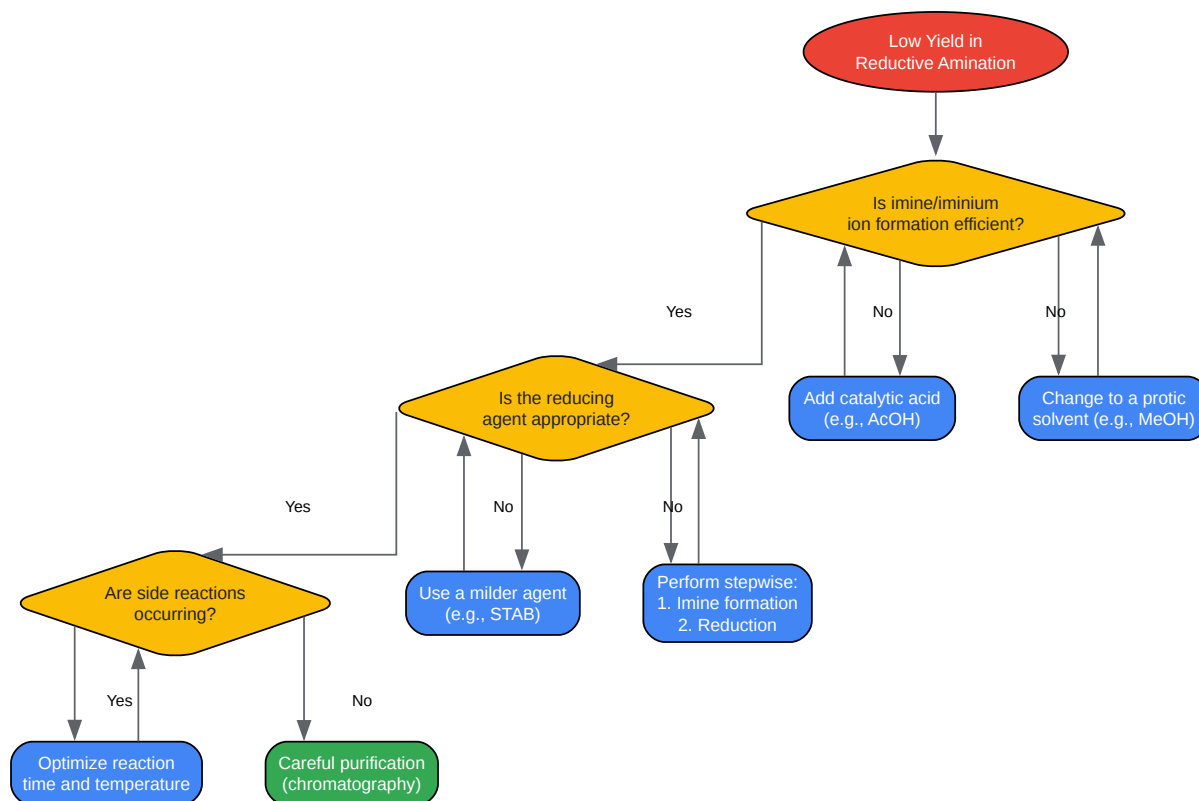 Low Yield in
Reductive Amination
Is imine/iminium
ion formation efficient?
Yes
No
No
Add catalytic acid
(e.g., AcOH)
Change to a protic
solvent (e.g., MeOH)
Is the reducing
agent appropriate?
Yes
No
No
Use a milder agent
(e.g., STAB)
Perform stepwise:
1. Imine formation
2. Reduction
Are side reactions
occurring?
Yes
No
Optimize reaction
time and temperature
Careful purification
(chromatography)